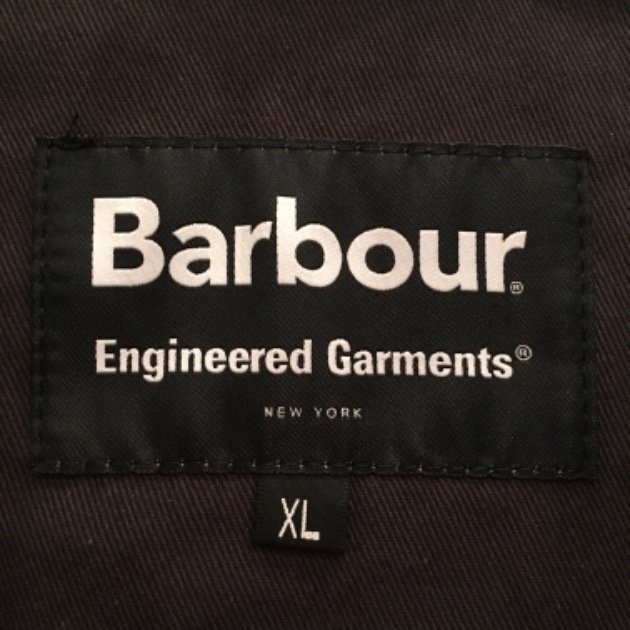 Barbour®
Engineered Garments®
NEW YORK
XL